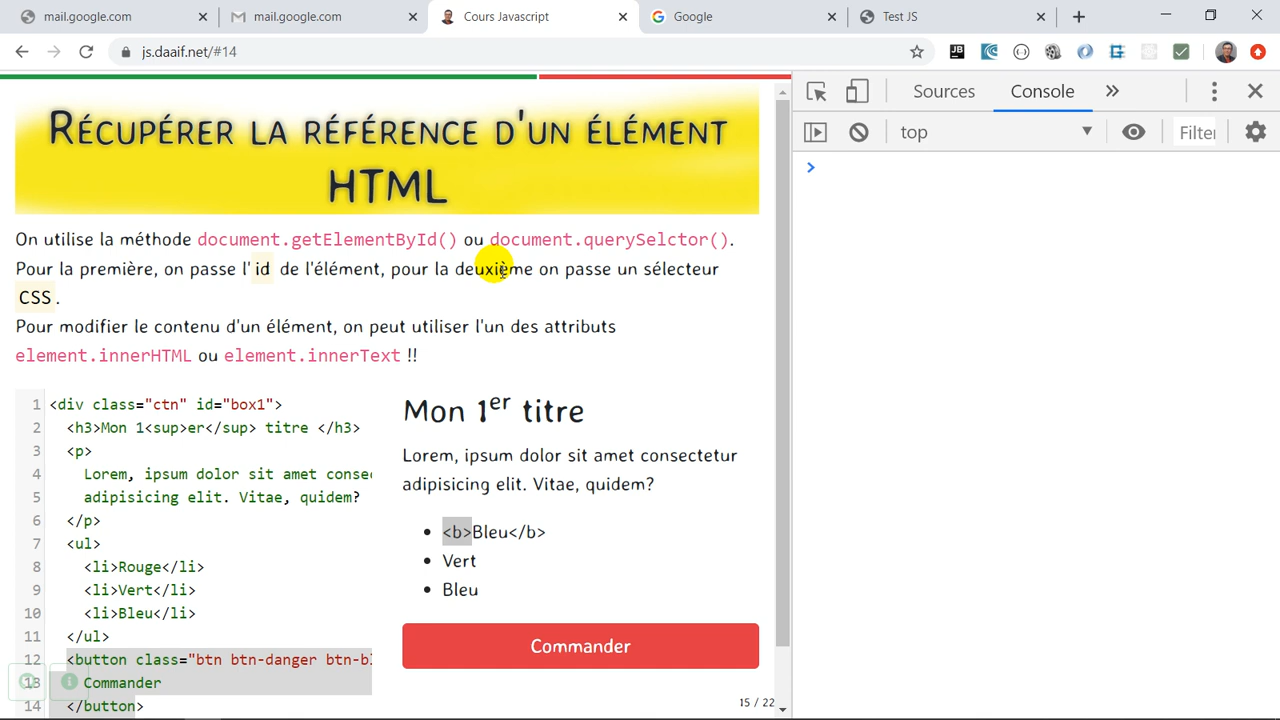 mail.google.com
mail.google.com
Cours Javascript
Google
Test JS
js.daaif.net/#14
JB
Sources
Console
top
Filter
RÉCUPÉRER LA RÉFÉRENCE D'UN ÉLÉMENT
HTML
On utilise la méthode document.getElementById() ou document.querySelctor().
Pour la première, on passe l'id de l'élément, pour la deuxième on passe un sélecteur
CSS.
Pour modifier le contenu d'un élément, on peut utiliser l'un des attributs
element.innerHTML ou element.innerText !!
1 <div class="ctn" id="box1">
2 <h3>Mon 1<sup>er</sup> titre </h3>
3 <p>
4 Lorem, ipsum dolor sit amet consec
5 adipisicing elit. Vitae, quidem?
6 </p>
7 <ul>
8 <li>Rouge</li>
9 <li>Vert</li>
10 <li>Bleu</li>
11 </ul>
12 <button class="btn btn-danger btn-bl
13 Commander
14 </button>
Mon 1er titre
Lorem, ipsum dolor sit amet consectetur
adipisicing elit. Vitae, quidem?
• <b>Bleu</b>
• Vert
• Bleu
Commander
15 / 22